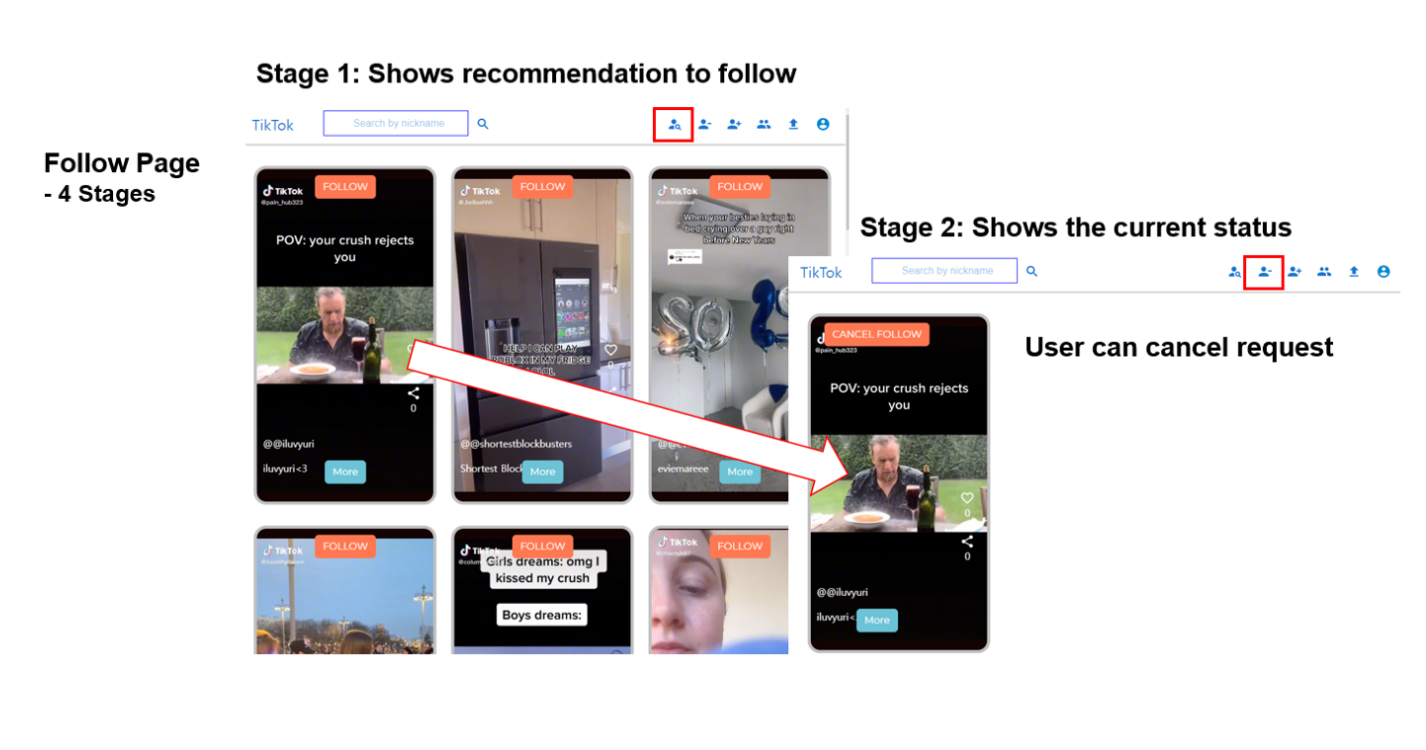 Stage 1: Shows recommendation to follow
TikTok
Search by nickname
Follow Page
- 4 Stages
TikTok
FOLLOW
@pain_hub323
POV: your crush rejects
you
0
@@iluvyuri
iluvyuri<3
More
TikTok
FOLLOW
HELP I CAN PLAY
ROBLOX IN MY FRIDGE
LOLOL
0
@@shortestblockbusters
Shortest Block
More
TikTok
FOLLOW
@eviemareee
When your besties laying in
bed crying over a guy right
before New Years
eviemareee
More
TikTok
FOLLOW
FOLLOW
Girls dreams: omg I
kissed my crush
Boys dreams:
TikTok
FOLLOW
Stage 2: Shows the current status
TikTok
Search by nickname
User can cancel request
CANCEL FOLLOW
@pain_hub323
POV: your crush rejects
you
0
0
@@iluvyuri
iluvyuri<
More